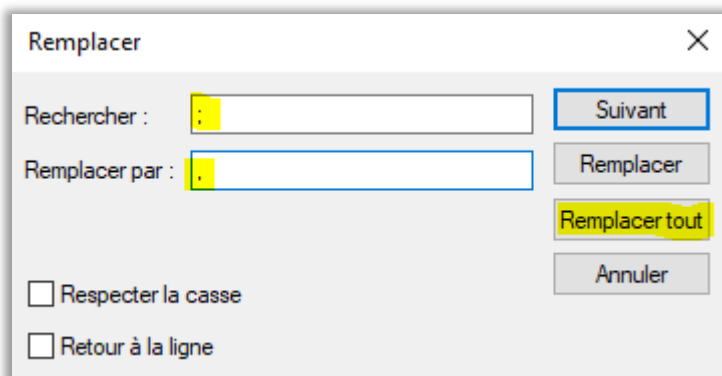 Remplacer
Rechercher : ; Suivant
Remplacer par : , Remplacer
Remplacer tout
Annuler
Respecter la casse
Retour à la ligne